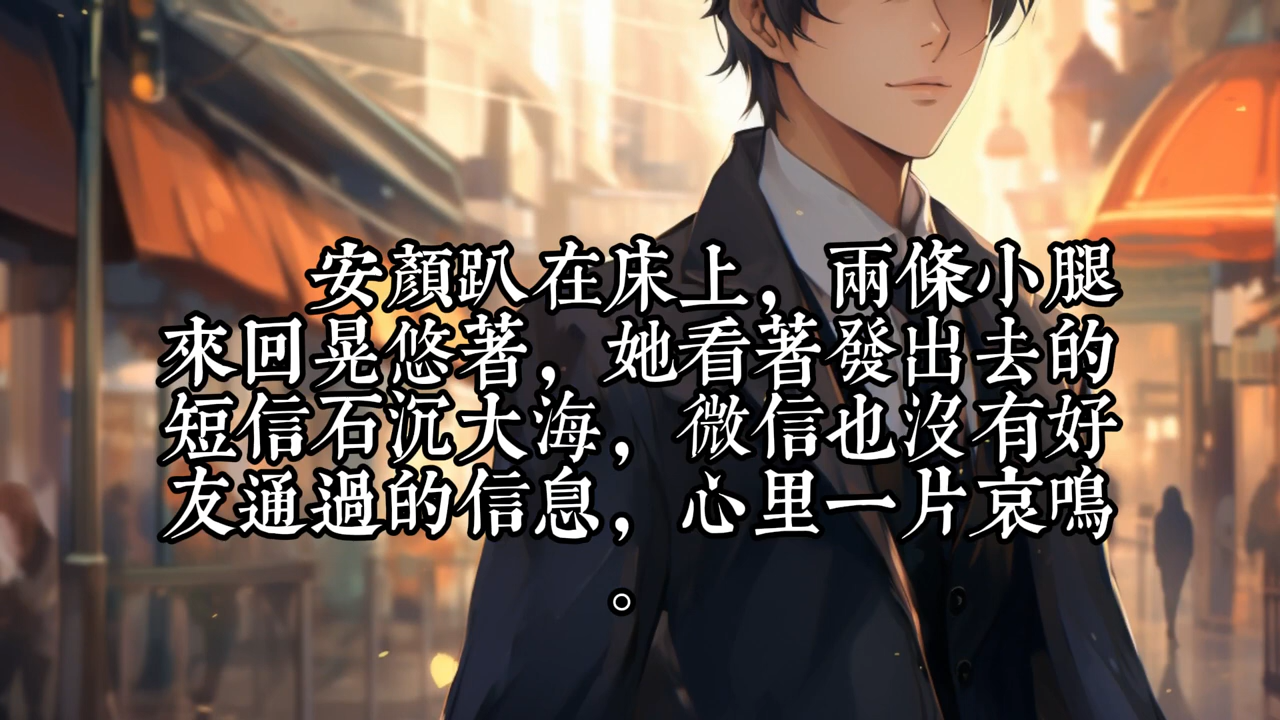 安顏趴在床上，兩條小腿
來回晃悠著，她看著發出去的
短信石沉大海，微信也沒有好
友通過的信息，心里一片哀鳴
。